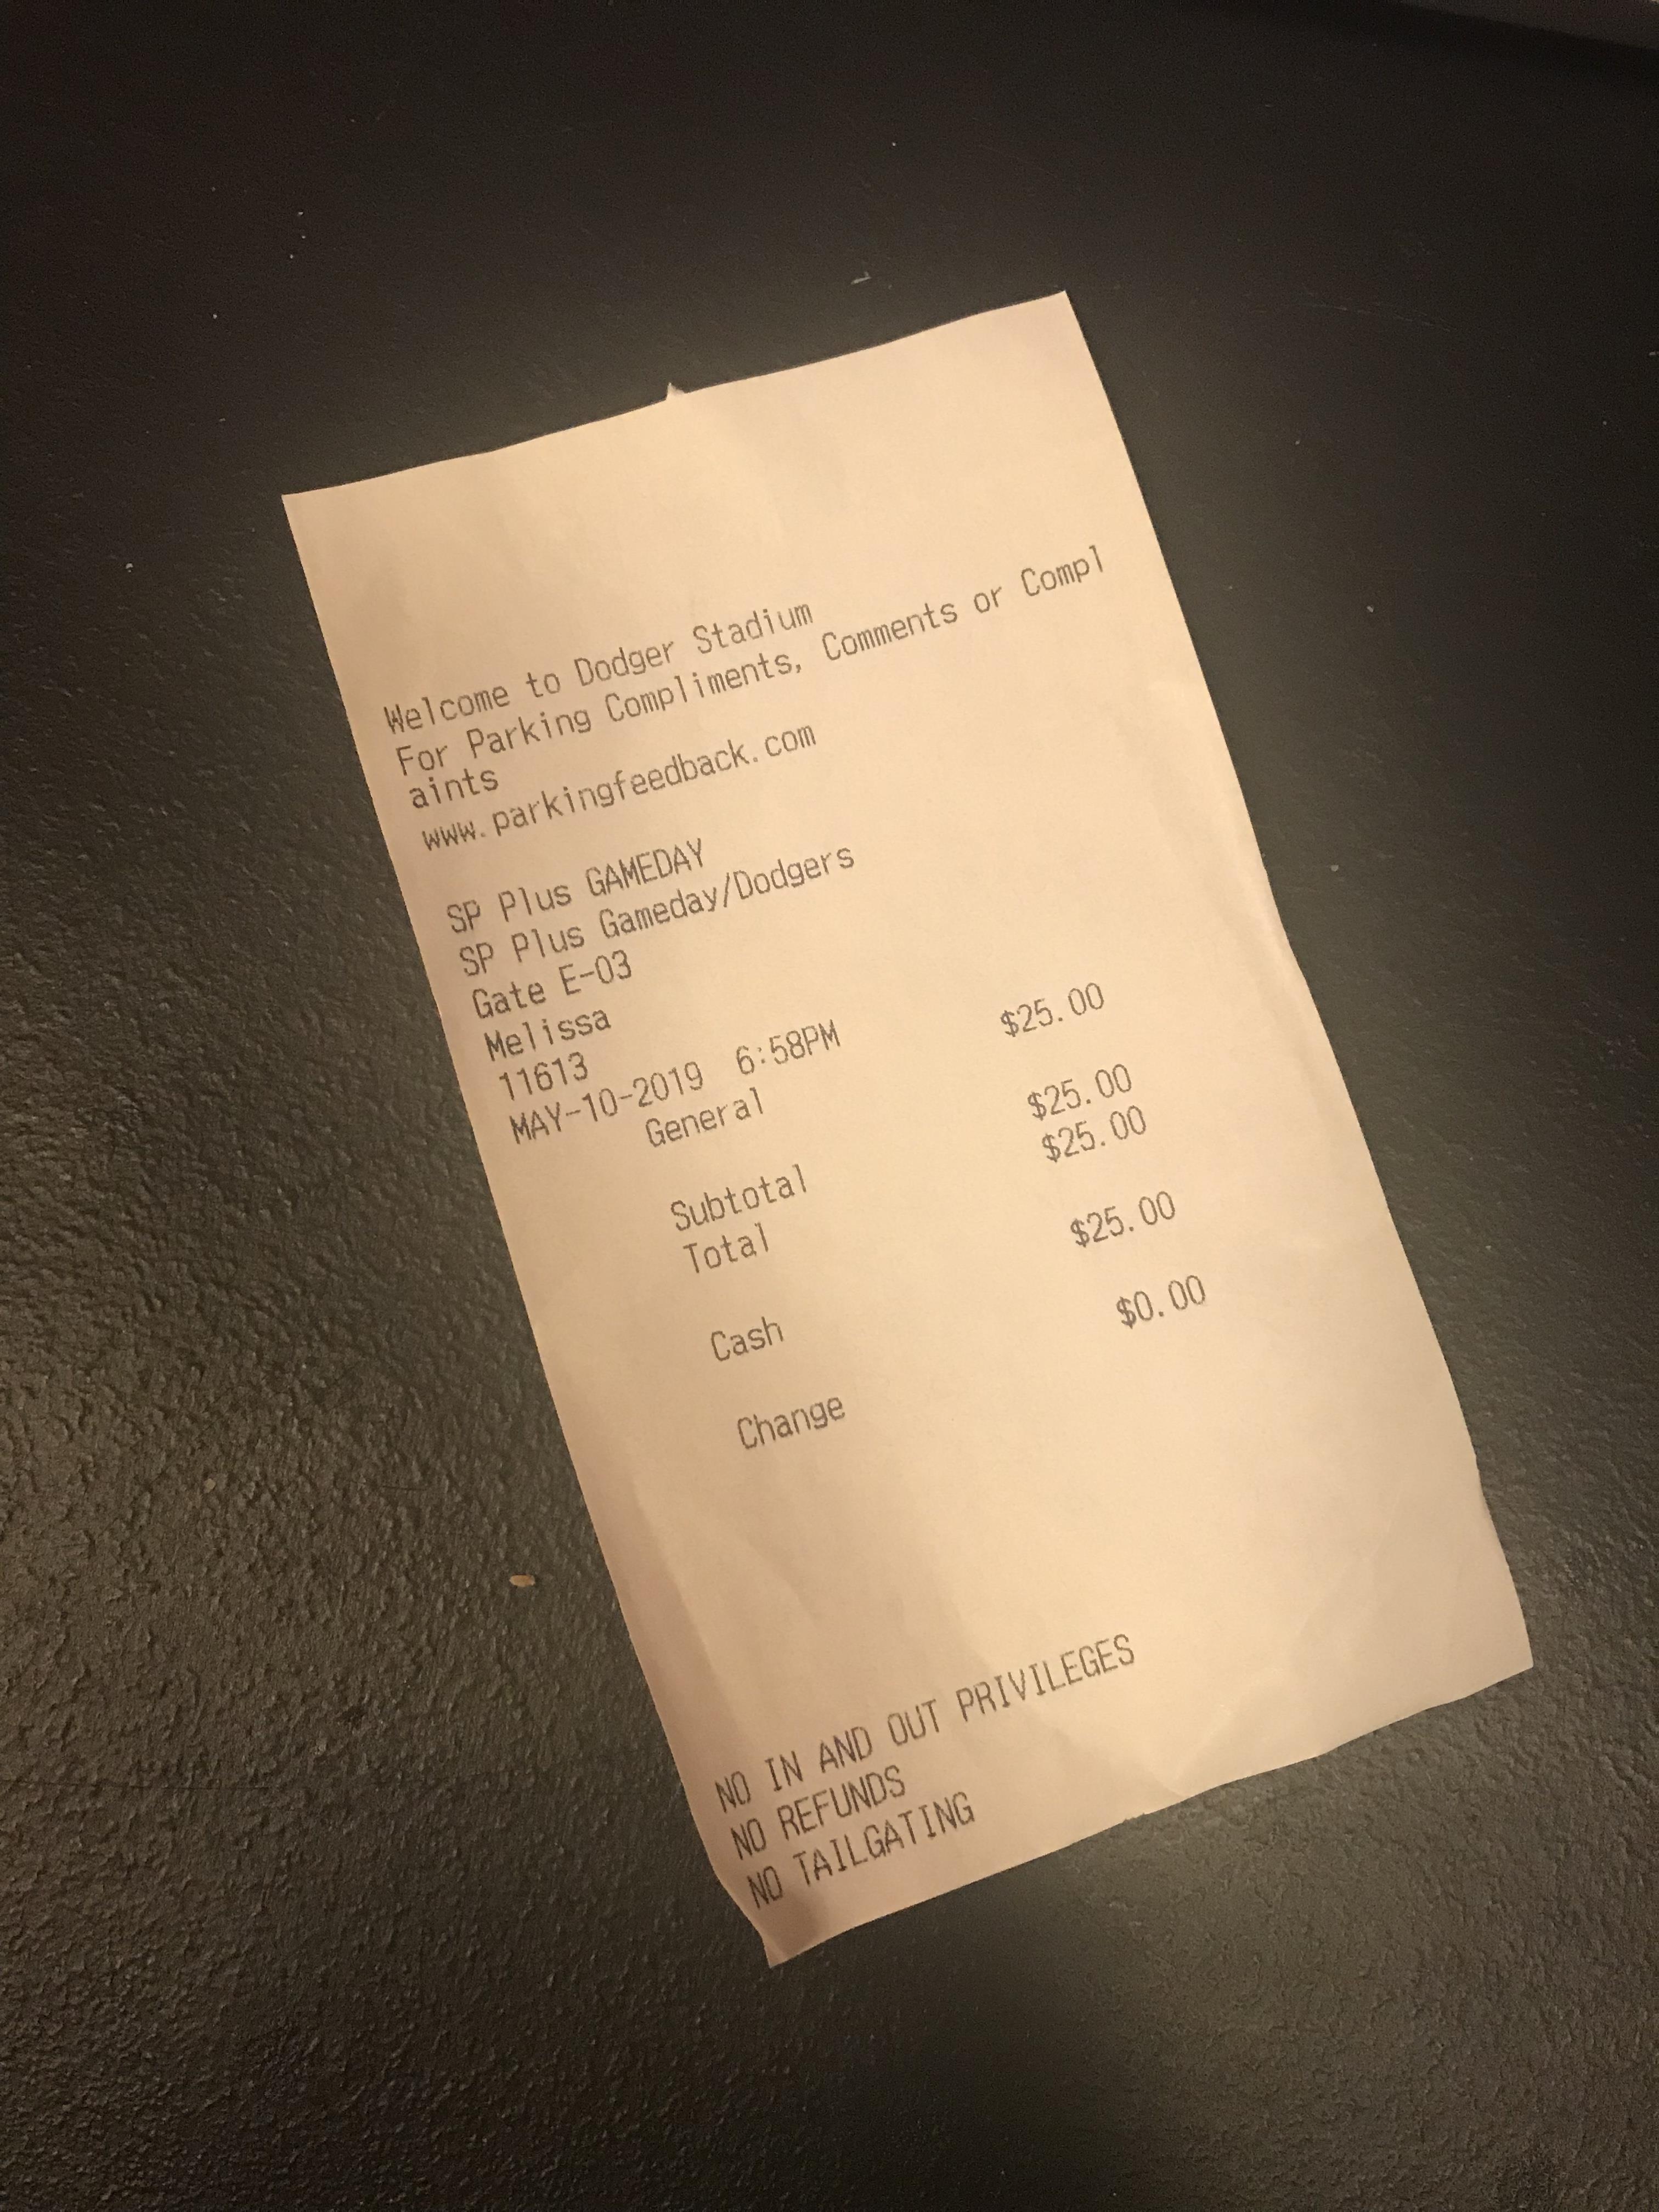 Welcome to Dodger Stadium
For Parking Compliments, Comments or Compl
aints
www.parkingfeedback.com
SP Plus GAMEDAY
SP Plus Gameday/Dodgers
Gate E-03
Melissa
11613
MAY-10-2019 6:58PM
General $25.00
Subtotal $25.00
Total $25.00
Cash $25.00
Change $0.00
NO IN AND OUT PRIVILEGES
NO REFUNDS
NO TAILGATING